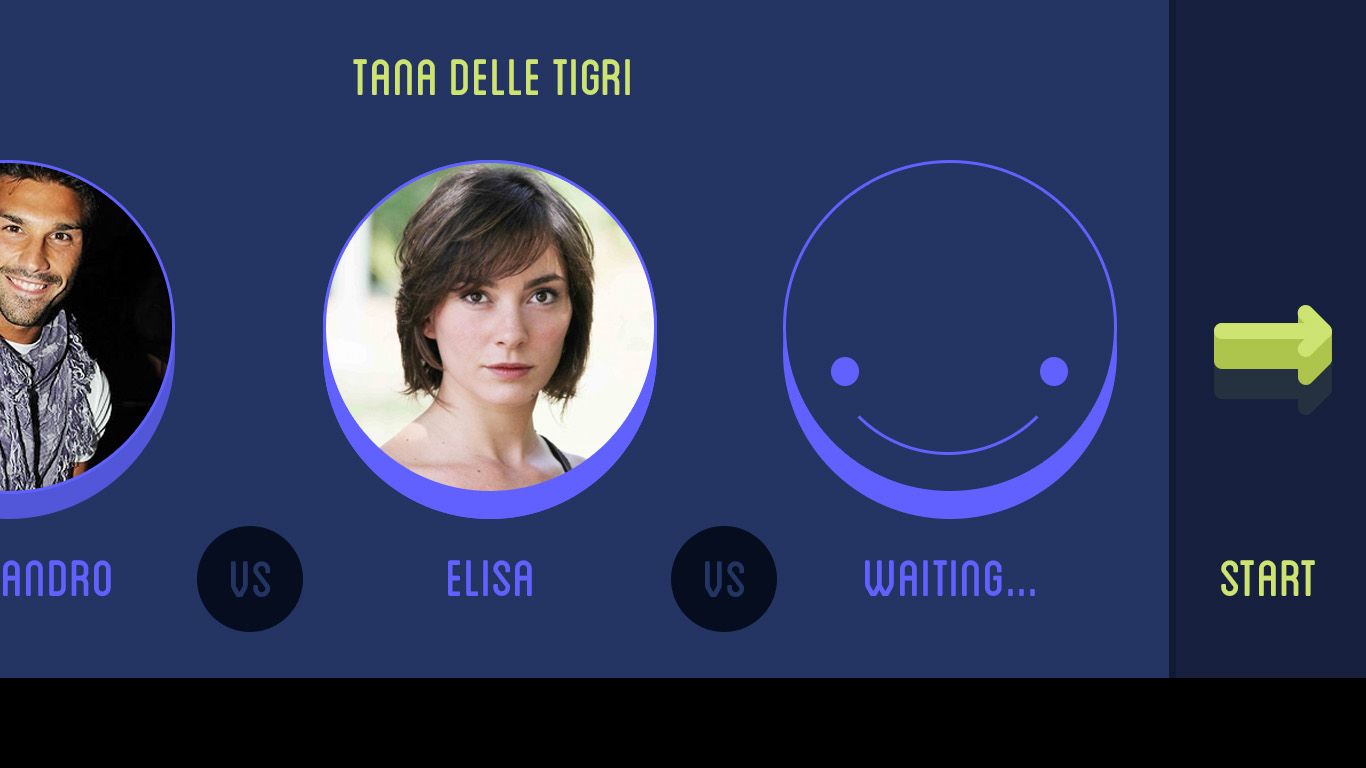 TANA DELLE TIGRI
ANDRO
VS
ELISA
VS
WAITING...
START